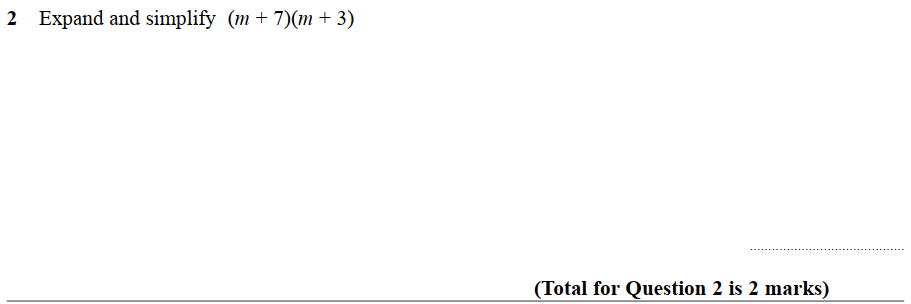 2 Expand and simplify (m + 7)(m + 3)
(Total for Question 2 is 2 marks)